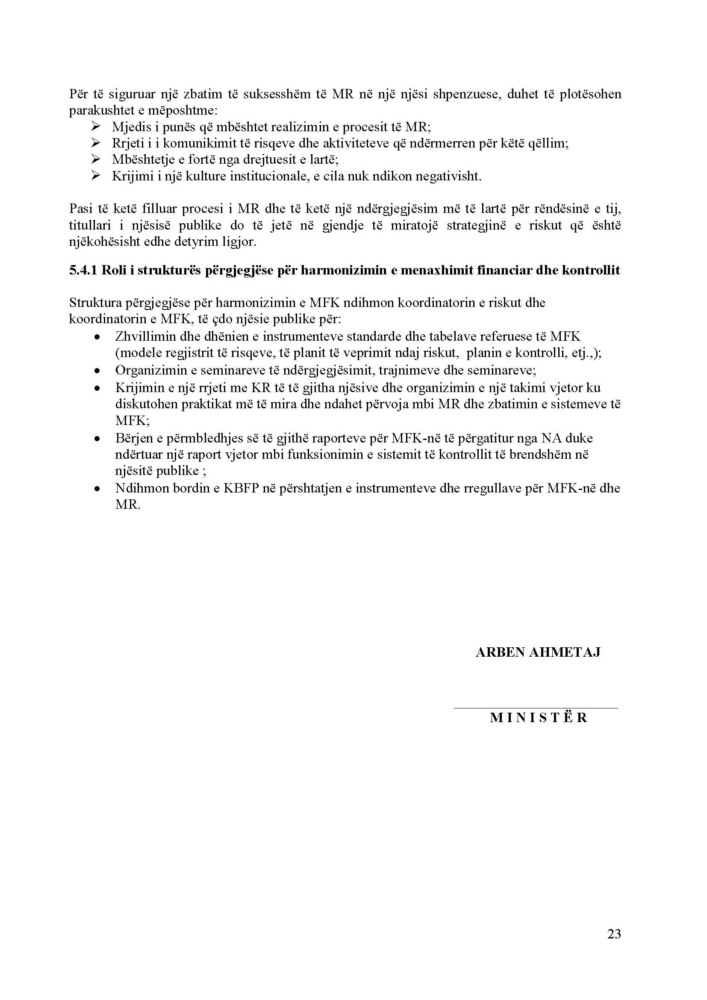 Për të siguruar një zbatim të suksesshëm të MR në një njësi shpenzuese, duhet të plotësohen
parakushtet e mëposhtme:
➢ Mjedis i punës që mbështet realizimin e procesit të MR;
➢ Rrjeti i i komunikimit të risqeve dhe aktiviteteve që ndërmerren për këtë qëllim;
➢ Mbështetje e fortë nga drejtuesit e lartë;
➢ Krijimi i një kulture institucionale, e cila nuk ndikon negativisht.
Pasi të ketë filluar procesi i MR dhe të ketë një ndërgjegjësim më të lartë për rëndësinë e tij,
titullari i njësisë publike do të jetë në gjendje të miratojë strategjinë e riskut që është
njëkohësisht edhe detyrim ligjor.
5.4.1 Roli i strukturës përgjegjëse për harmonizimin e menaxhimit financiar dhe kontrollit
Struktura përgjegjëse për harmonizimin e MFK ndihmon koordinatorin e riskut dhe
koordinatorin e MFK, të çdo njësie publike për:
• Zhvillimin dhe dhënien e instrumenteve standarde dhe tabelave referuese të MFK
(modele regjistrit të risqeve, të planit të veprimit ndaj riskut, planin e kontrolli, etj.,);
• Organizimin e seminareve të ndërgjegjësimit, trajnimeve dhe seminareve;
• Krijimin e një rrjeti me KR të të gjitha njësive dhe organizimin e një takimi vjetor ku
diskutohen praktikat më të mira dhe ndahet përvoja mbi MR dhe zbatimin e sistemeve të
MFK;
• Bërjen e përmbledhjes së të gjithë raporteve për MFK-në të përgatitur nga NA duke
ndërtuar një raport vjetor mbi funksionimin e sistemit të kontrollit të brendshëm në
njësitë publike ;
• Ndihmon bordin e KBFP në përshtatjen e instrumenteve dhe rregullave për MFK-në dhe
MR.
ARBEN AHMETAJ
M I N I S T Ë R
23